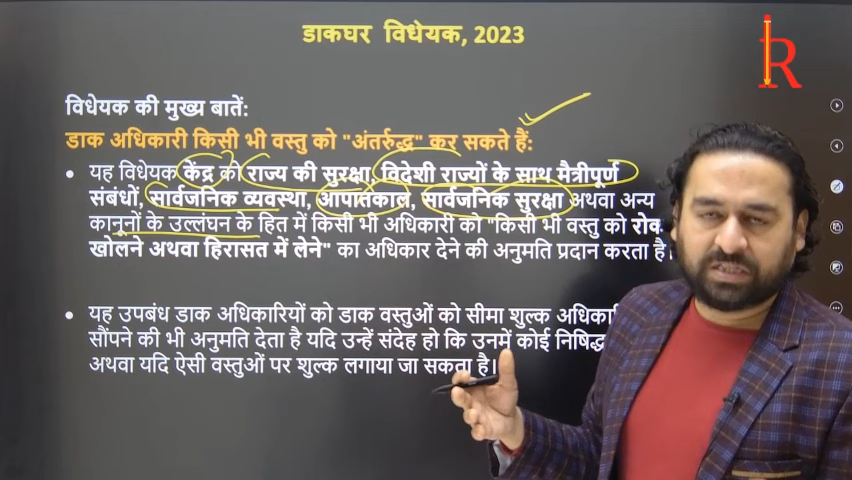 डाकघर विधेयक, 2023
R
विधेयक की मुख्य बातें:
डाक अधिकारी किसी भी वस्तु को "अंतर्रुद्ध" कर सकते हैं:
यह विधेयक केंद्र को राज्य की सुरक्षा, विदेशी राज्यों के साथ मैत्रीपूर्ण
संबंधों, सार्वजनिक व्यवस्था, आपातकाल, सार्वजनिक सुरक्षा अथवा अन्य
कानूनों के उल्लंघन के हित में किसी भी अधिकारी को "किसी भी वस्तु को
खोलने अथवा हिरासत में लेने" का अधिकार देने की अनुमति प्रदान करता है।
यह उपबंध डाक अधिकारियों को डाक वस्तुओं को सीमा शुल्क
सौंपने की भी अनुमति देता है यदि उन्हें संदेह हो कि उनमें कोई निषिद्ध
अथवा यदि ऐसी वस्तुओं पर शुल्क लगाया जा सकता है।